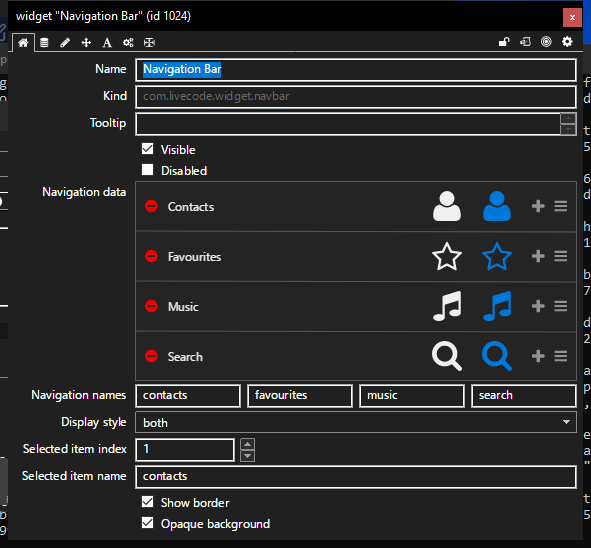 widget "Navigation Bar" (id 1024)
Name Navigation Bar
Kind com.livecode.widget.navbar
Tooltip
Visible
Disabled
Navigation data
Contacts
Favourites
Music
Search
Navigation names contacts favourites music search
Display style both
Selected item index 1
Selected item name contacts
Show border
Opaque background